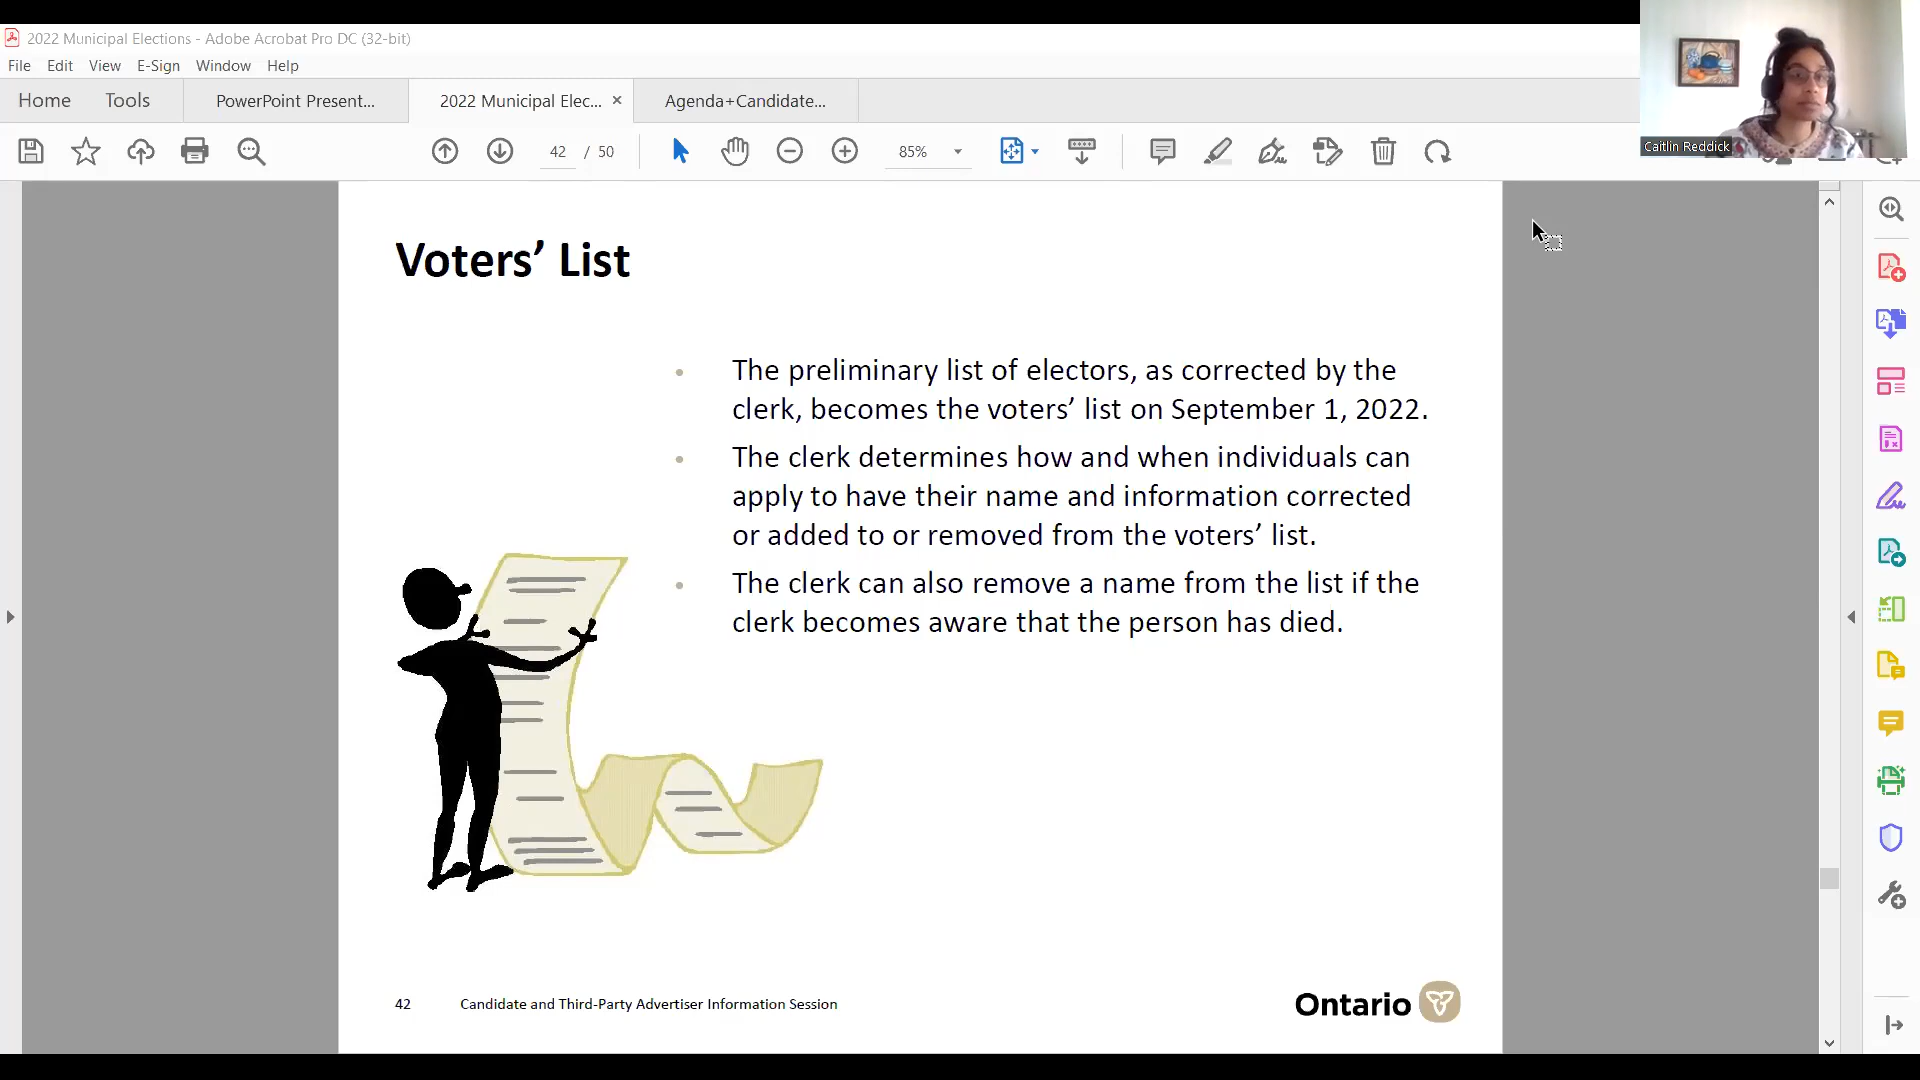 2022 Municipal Elections - Adobe Acrobat Pro DC (32-bit)
File Edit View E-Sign Window Help
Home Tools PowerPoint Present... 2022 Municipal Elec... × Agenda+Candidate...
42 / 50 85%
Caitlin Reddick
Voters’ List
• The preliminary list of electors, as corrected by the
clerk, becomes the voters’ list on September 1, 2022.
• The clerk determines how and when individuals can
apply to have their name and information corrected
or added to or removed from the voters’ list.
• The clerk can also remove a name from the list if the
clerk becomes aware that the person has died.
42 Candidate and Third-Party Advertiser Information Session
Ontario